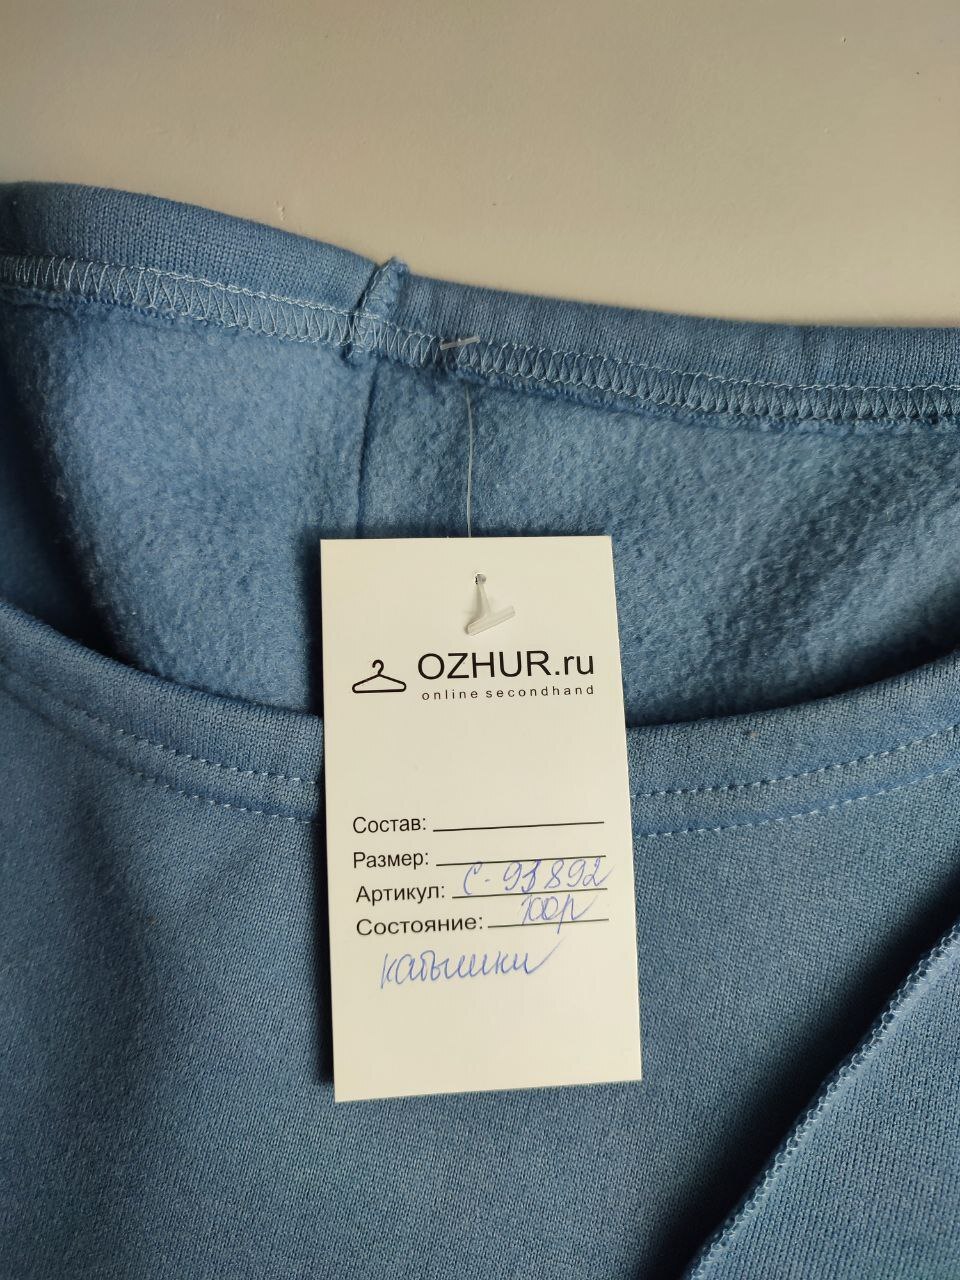 OZHUR.ru
online secondhand
Состав:
Размер:
Артикул: С-93892
Состояние: 100р
катышки